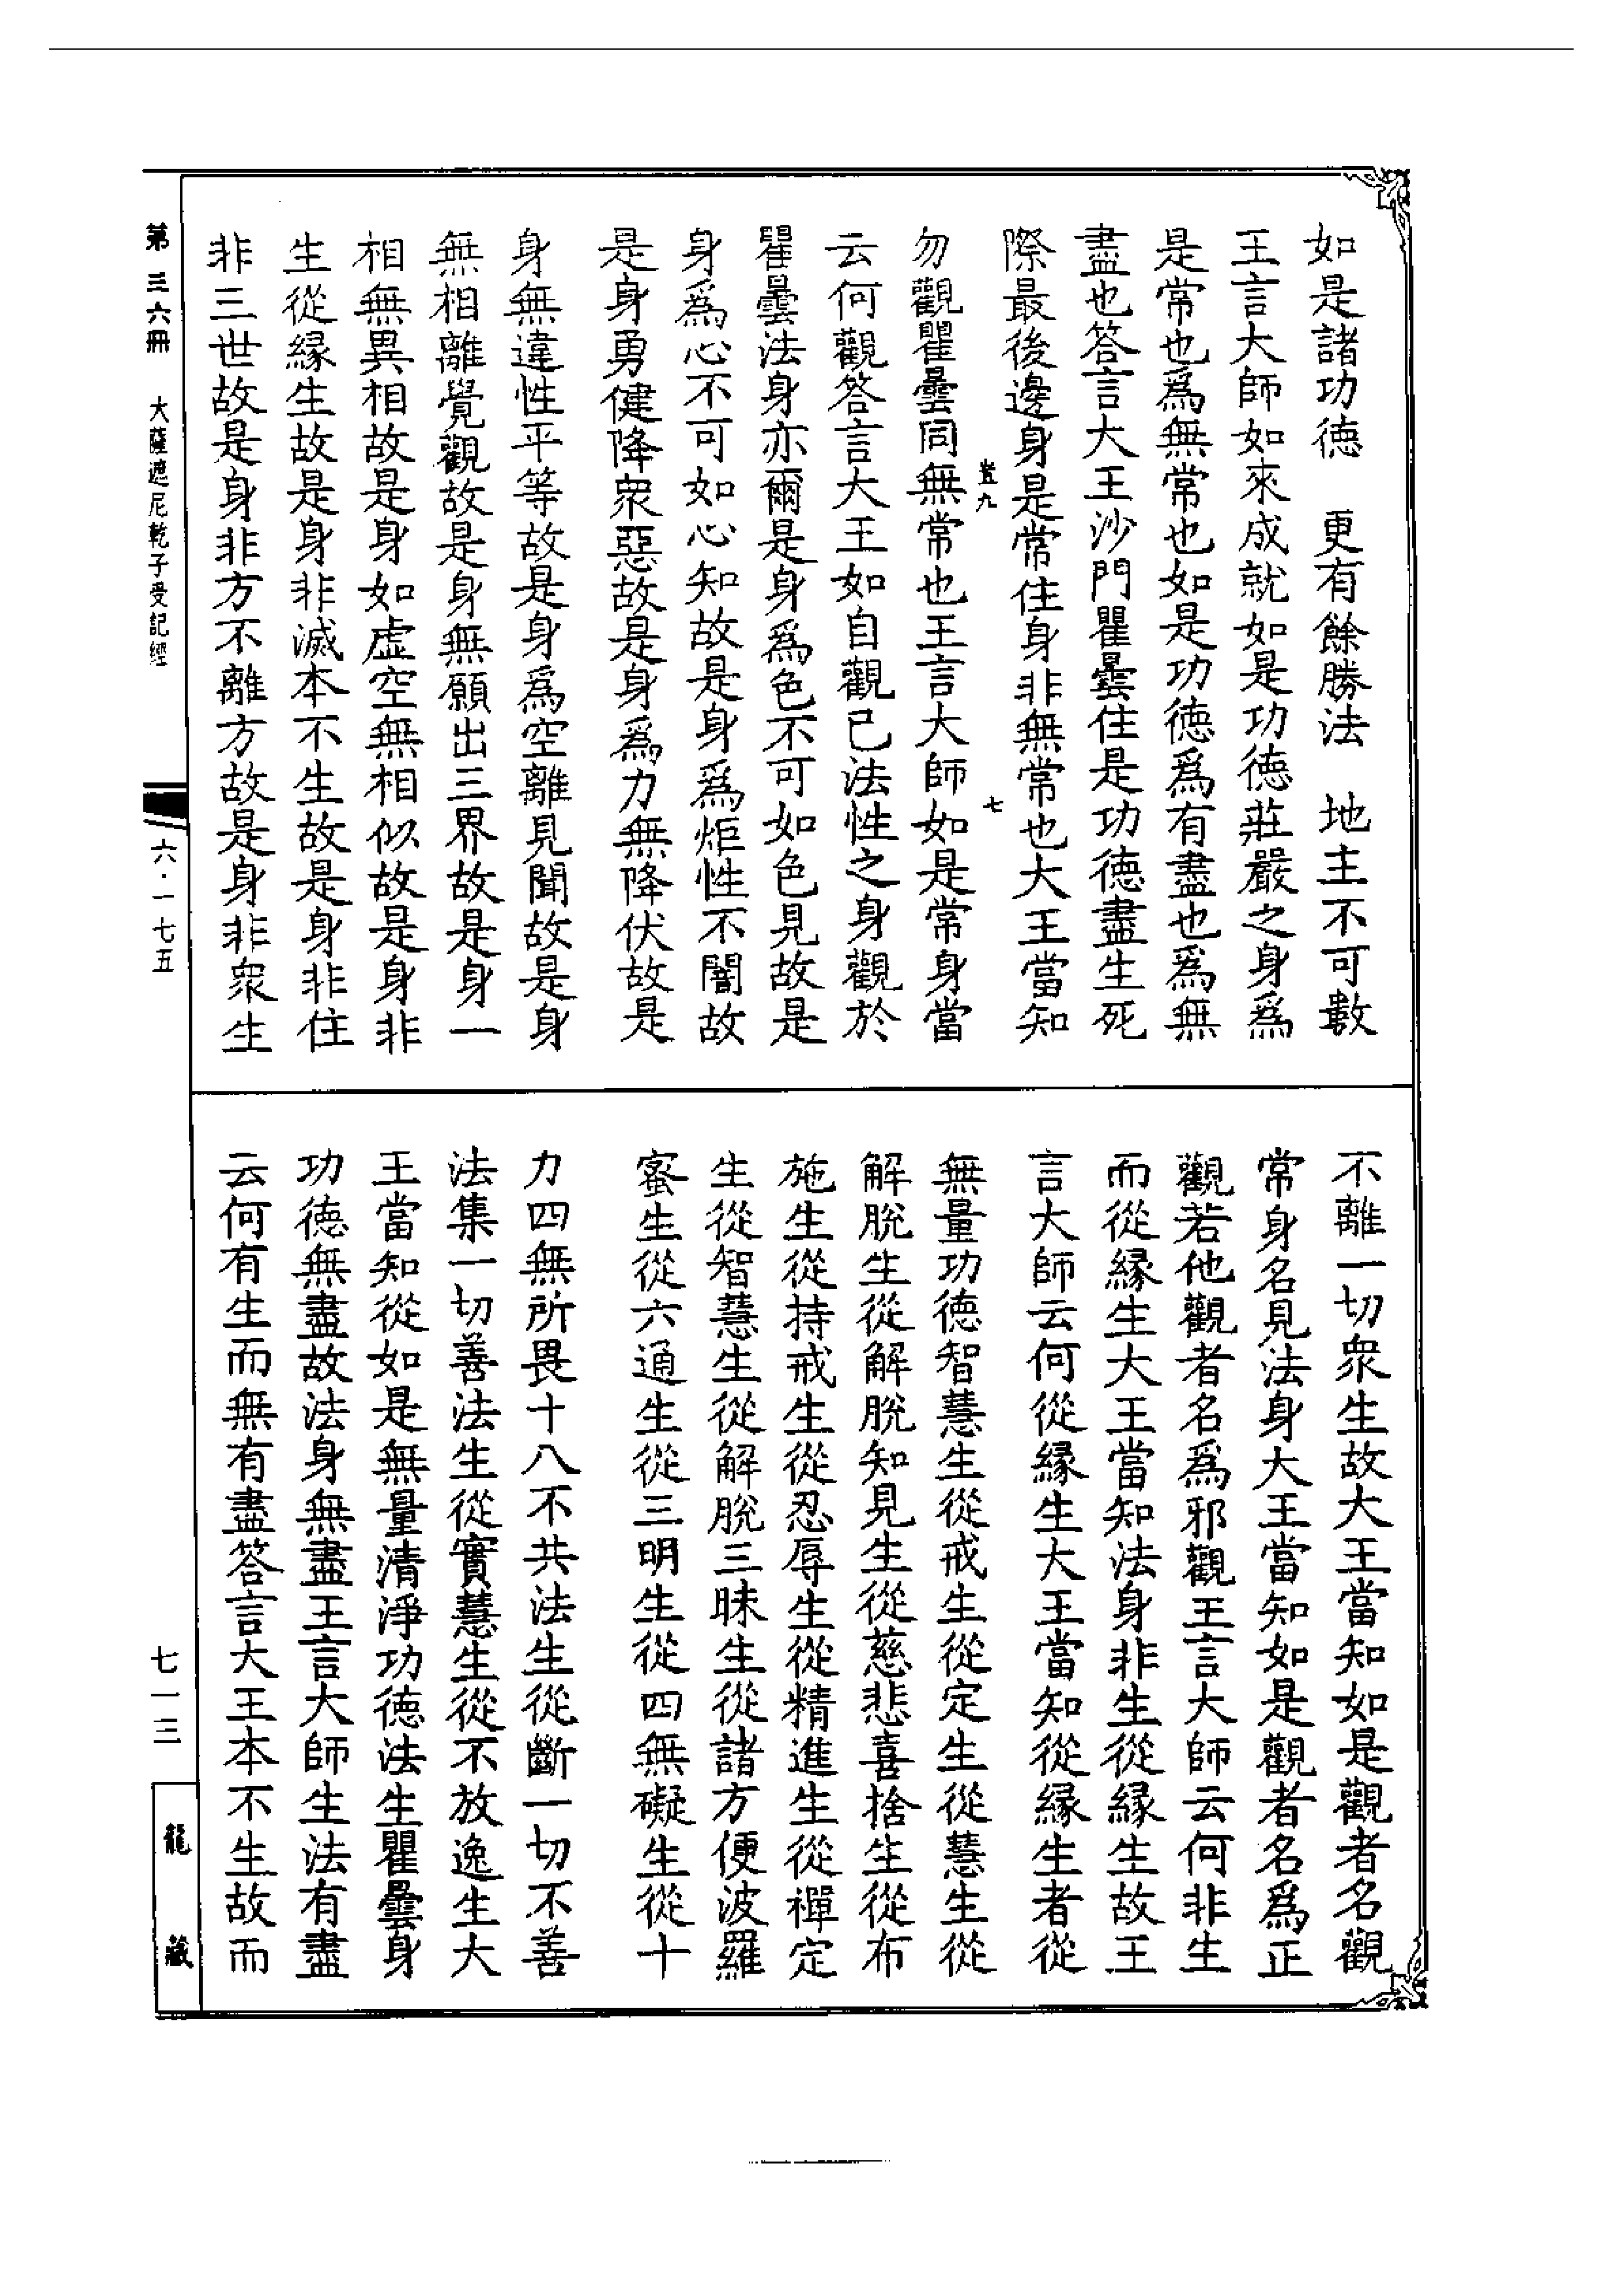 如是諸功德　更有餘勝法　地主不可數
王言大師如來成就如是功德莊嚴之身爲
是常也爲無常也如是功德爲有盡也爲無
盡也答言大王沙門瞿曇住是功德盡生死
際最後邊身是常住身非無常也大王當知
七
勿觀瞿曇同無常也王言大師如是常身當
云何觀答言大王如自觀已法性之身觀於
瞿曇法身亦爾是身爲色不可如色見故是
身爲心不可如心知故是身爲炬性不闇故
是身勇健降衆惡故是身爲力無降伏故是
身無違性平等故是身爲空離見聞故是身
無相離覺觀故是身無願出三界故是身一
相無異相故是身如虛空無相似故是身非
生從緣生故是身非滅本不生故是身非住
非三世故是身非方不離方故是身非衆生
不離一切衆生故大王當知如是觀者名觀
常身名見法身大王當知如是觀者名爲正
觀若他觀者名爲邪觀王言大師云何非生
而從緣生大王當知法身非生從緣生故王
言大師云何從緣生大王當知從緣生者從
無量功德智慧生從戒生從定生從慧生從
解脫生從解脫知見生從慈悲喜捨生從布
施生從持戒生從忍辱生從精進生從禪定
生從智慧生從解脫三昧生從諸方便波羅
蜜生從六通生從三明生從四無礙生從十
力四無所畏十八不共法生從斷一切不善
法集一切善法生從實慧生從不放逸生大
王當知從如是無量清淨功德法生瞿曇身
功德無盡故法身無盡王言大師生法有盡
云何有生而無有盡答言大王本不生故而
第三六冊　大薩遮尼乾子受記經
六·一七五
七一三
龍藏